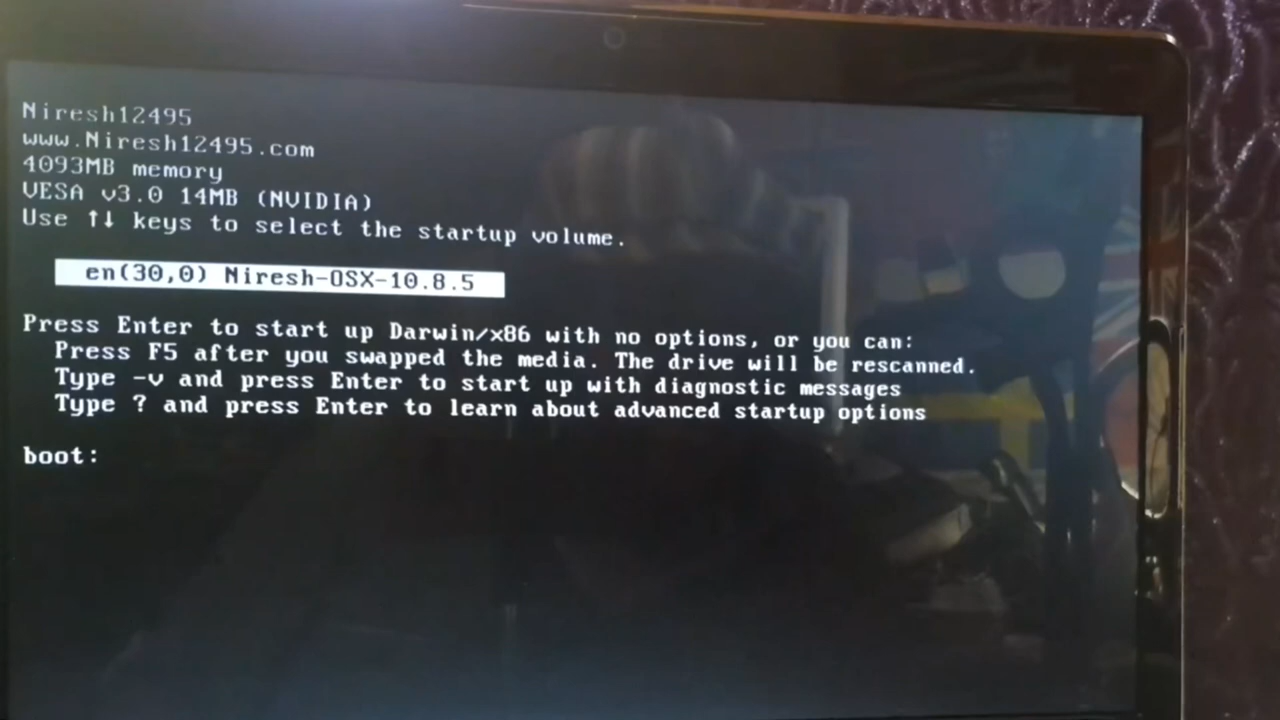 Niresh12495
www.Niresh12495.com
4093MB memory
VESA v3.0 14MB (NVIDIA)
Use ↑↓ keys to select the startup volume.
en(30,0) Niresh-OSX-10.8.5
Press Enter to start up Darwin/x86 with no options, or you can:
Press F5 after you swapped the media. The drive will be rescanned.
Type -v and press Enter to start up with diagnostic messages
Type ? and press Enter to learn about advanced startup options
boot: